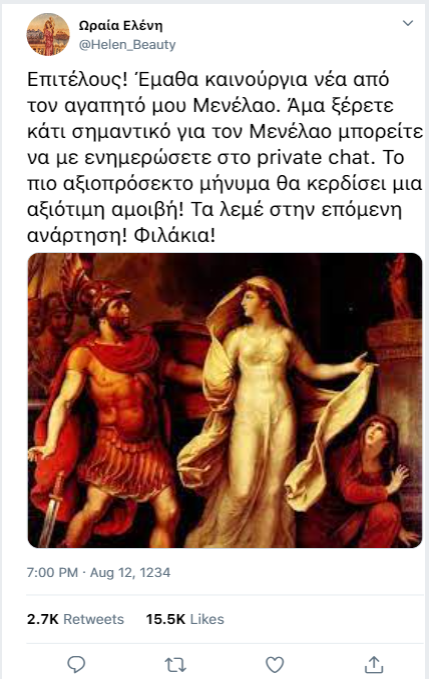 Ωραία Ελένη
@Helen_Beauty
Επιτέλους! Έμαθα καινούργια νέα από
τον αγαπητό μου Μενέλαο. Άμα ξέρετε
κάτι σημαντικό για τον Μενέλαο μπορείτε
να με ενημερώσετε στο private chat. Το
πιο αξιοπρόσεκτο μήνυμα θα κερδίσει μια
αξιότιμη αμοιβή! Τα λεμέ στην επόμενη
ανάρτηση! Φιλάκια!
7:00 PM · Aug 12, 1234
2.7K Retweets 15.5K Likes